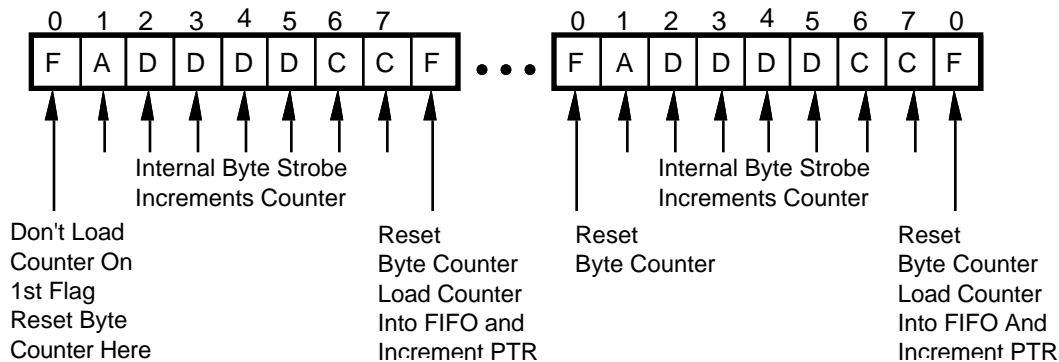 0 1 2 3 4 5 6 7 0 1 2 3 4 5 6 7 0
F A D D D D C C F F A D D D D C C F
Internal Byte Strobe
Increments Counter
Internal Byte Strobe
Increments Counter
Don't Load
Counter On
1st Flag
Reset Byte
Counter Here
Reset
Byte Counter
Load Counter
Into FIFO and
Increment PTR
Reset
Byte Counter
Reset
Byte Counter
Load Counter
Into FIFO And
Increment PTR